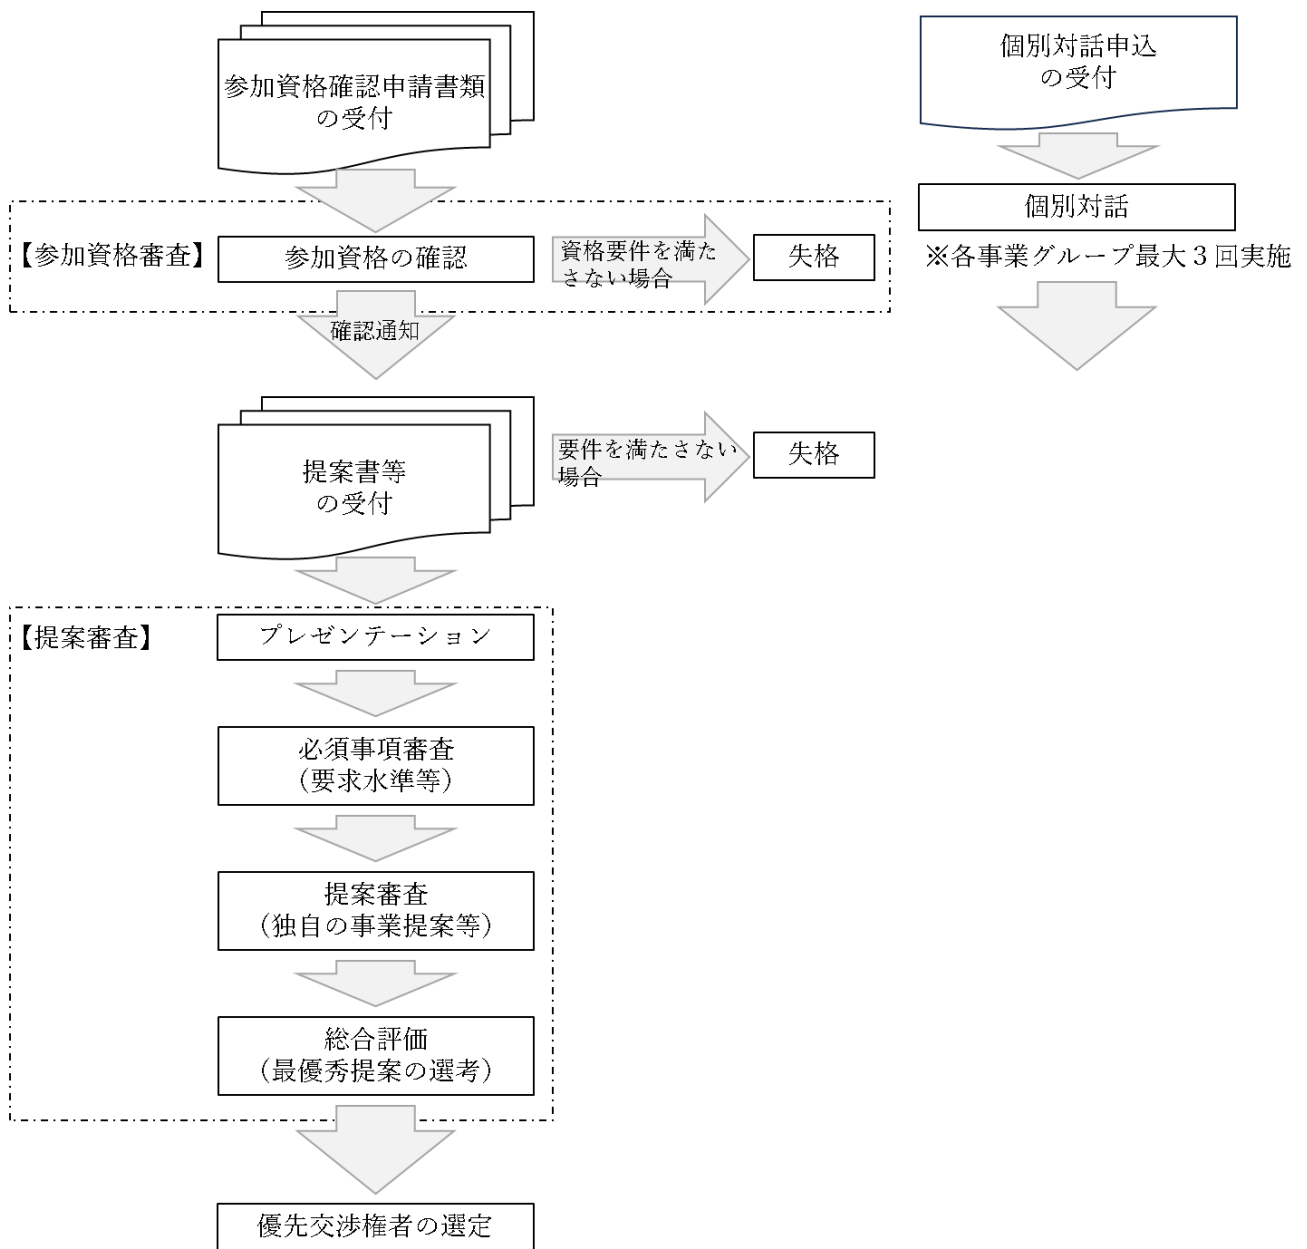 参加資格確認申請書類
の受付
個別対話申込
の受付
個別対話
※各事業グループ最大３回実施
【参加資格審査】
参加資格の確認
資格要件を満た
さない場合
失格
確認通知
提案書等
の受付
要件を満たさない
場合
失格
【提案審査】
プレゼンテーション
必須事項審査
（要求水準等）
提案審査
（独自の事業提案等）
総合評価
（最優秀提案の選考）
優先交渉権者の選定